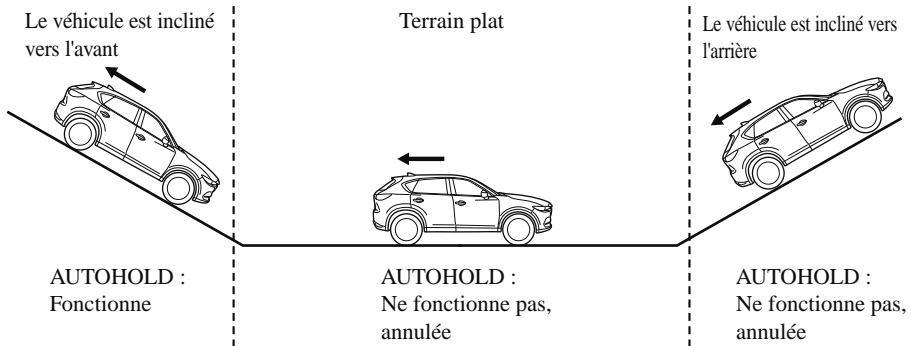 Le véhicule est incliné
vers l'avant
Terrain plat
Le véhicule est incliné vers
l'arrière
AUTOHOLD :
Fonctionne
AUTOHOLD :
Ne fonctionne pas,
annulée
AUTOHOLD :
Ne fonctionne pas,
annulée